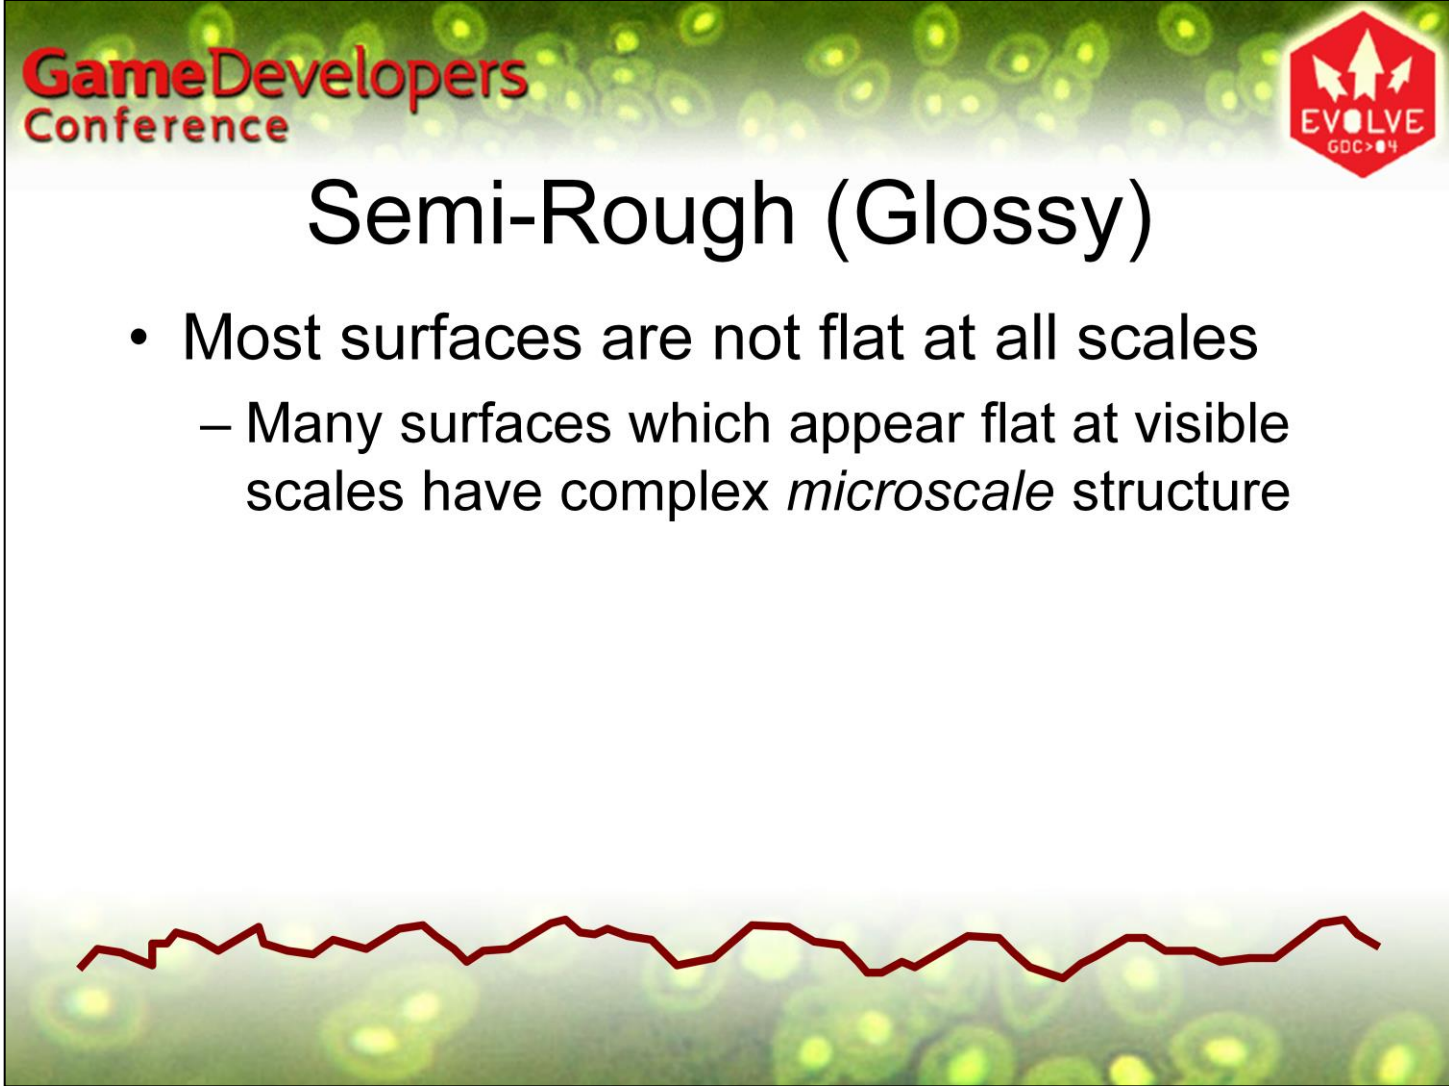 GameDevelopers
Conference
EVOLVE
GDC>04
Semi-Rough (Glossy)
• Most surfaces are not flat at all scales
– Many surfaces which appear flat at visible
scales have complex microscale structure